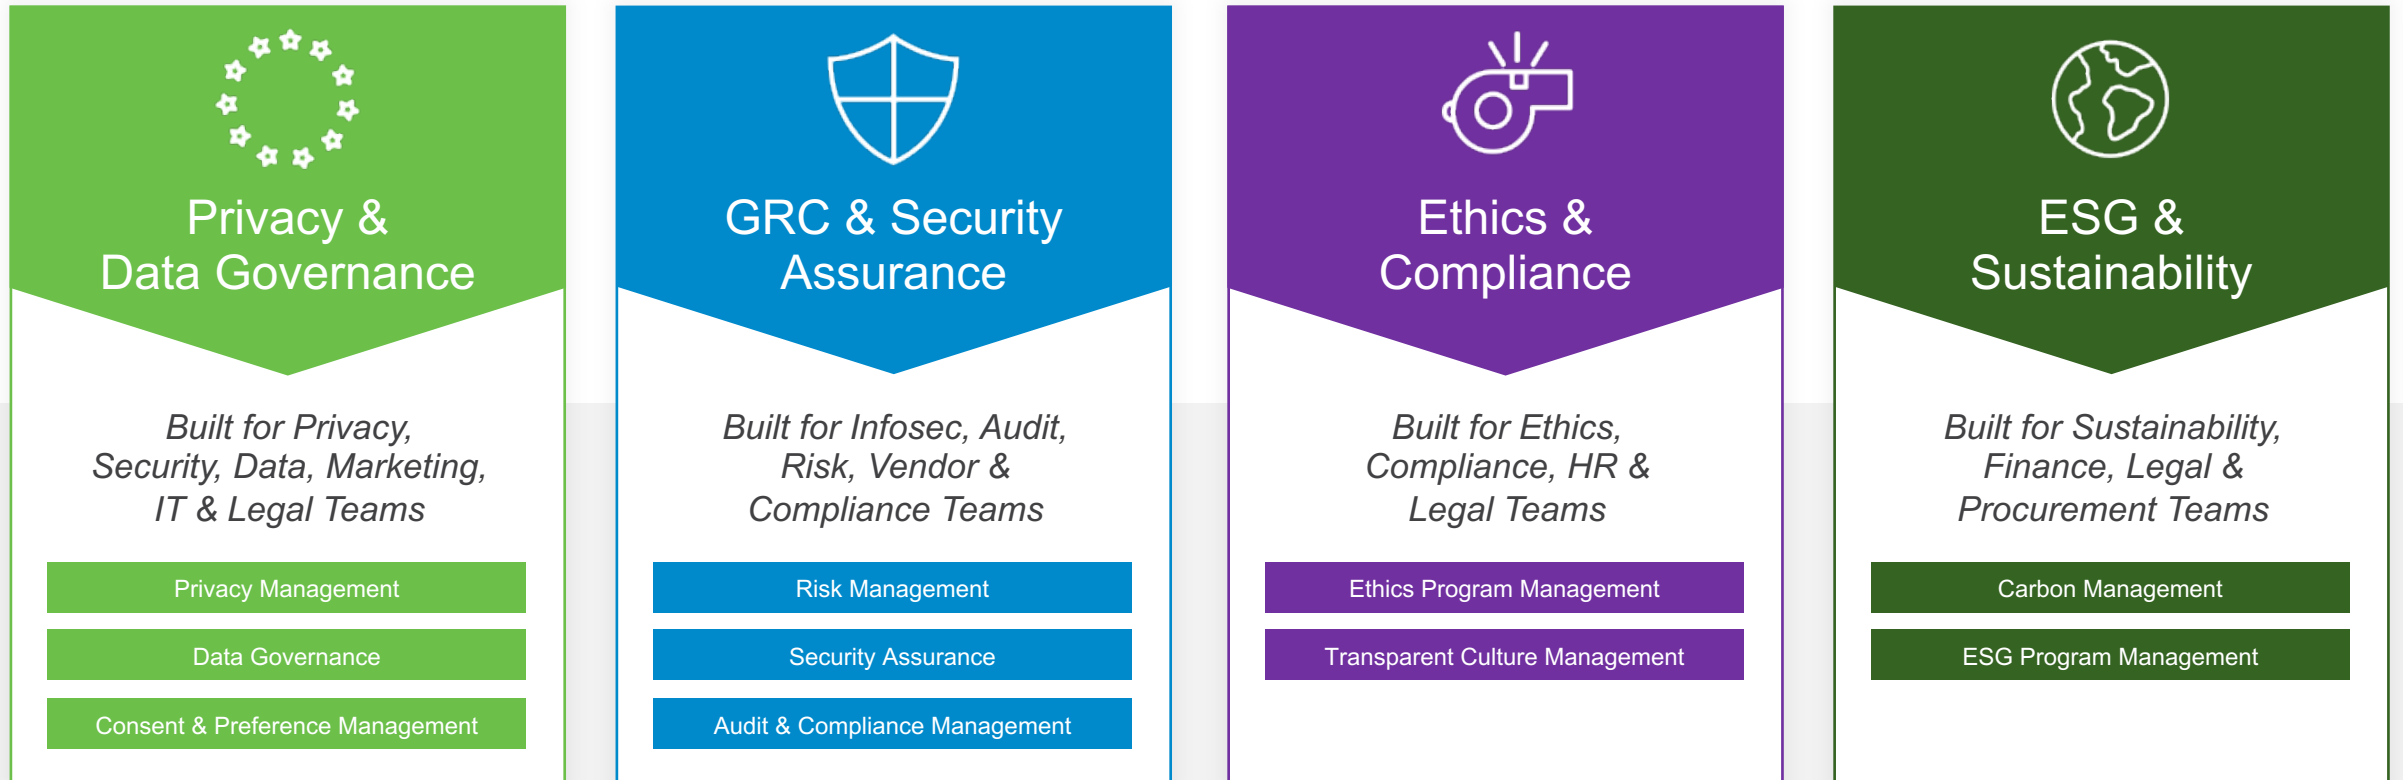 Privacy &
Data Governance
Built for Privacy,
Security, Data, Marketing,
IT & Legal Teams
Privacy Management
Data Governance
Consent & Preference Management
GRC & Security
Assurance
Built for Infosec, Audit,
Risk, Vendor &
Compliance Teams
Risk Management
Security Assurance
Audit & Compliance Management
Ethics &
Compliance
Built for Ethics,
Compliance, HR &
Legal Teams
Ethics Program Management
Transparent Culture Management
ESG &
Sustainability
Built for Sustainability,
Finance, Legal &
Procurement Teams
Carbon Management
ESG Program Management